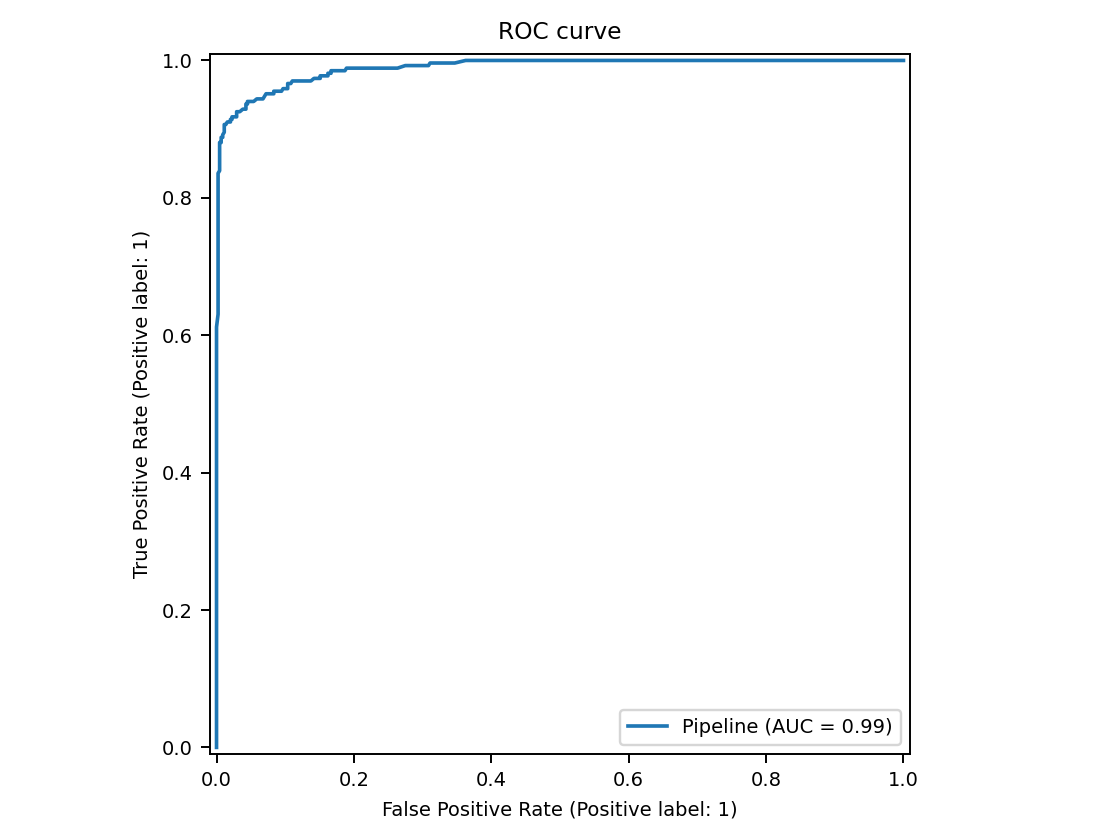 ROC curve
1.0
0.8
0.6
0.4
0.2
0.0
True Positive Rate (Positive label: 1)
Pipeline (AUC = 0.99)
0.0 0.2 0.4 0.6 0.8 1.0
False Positive Rate (Positive label: 1)